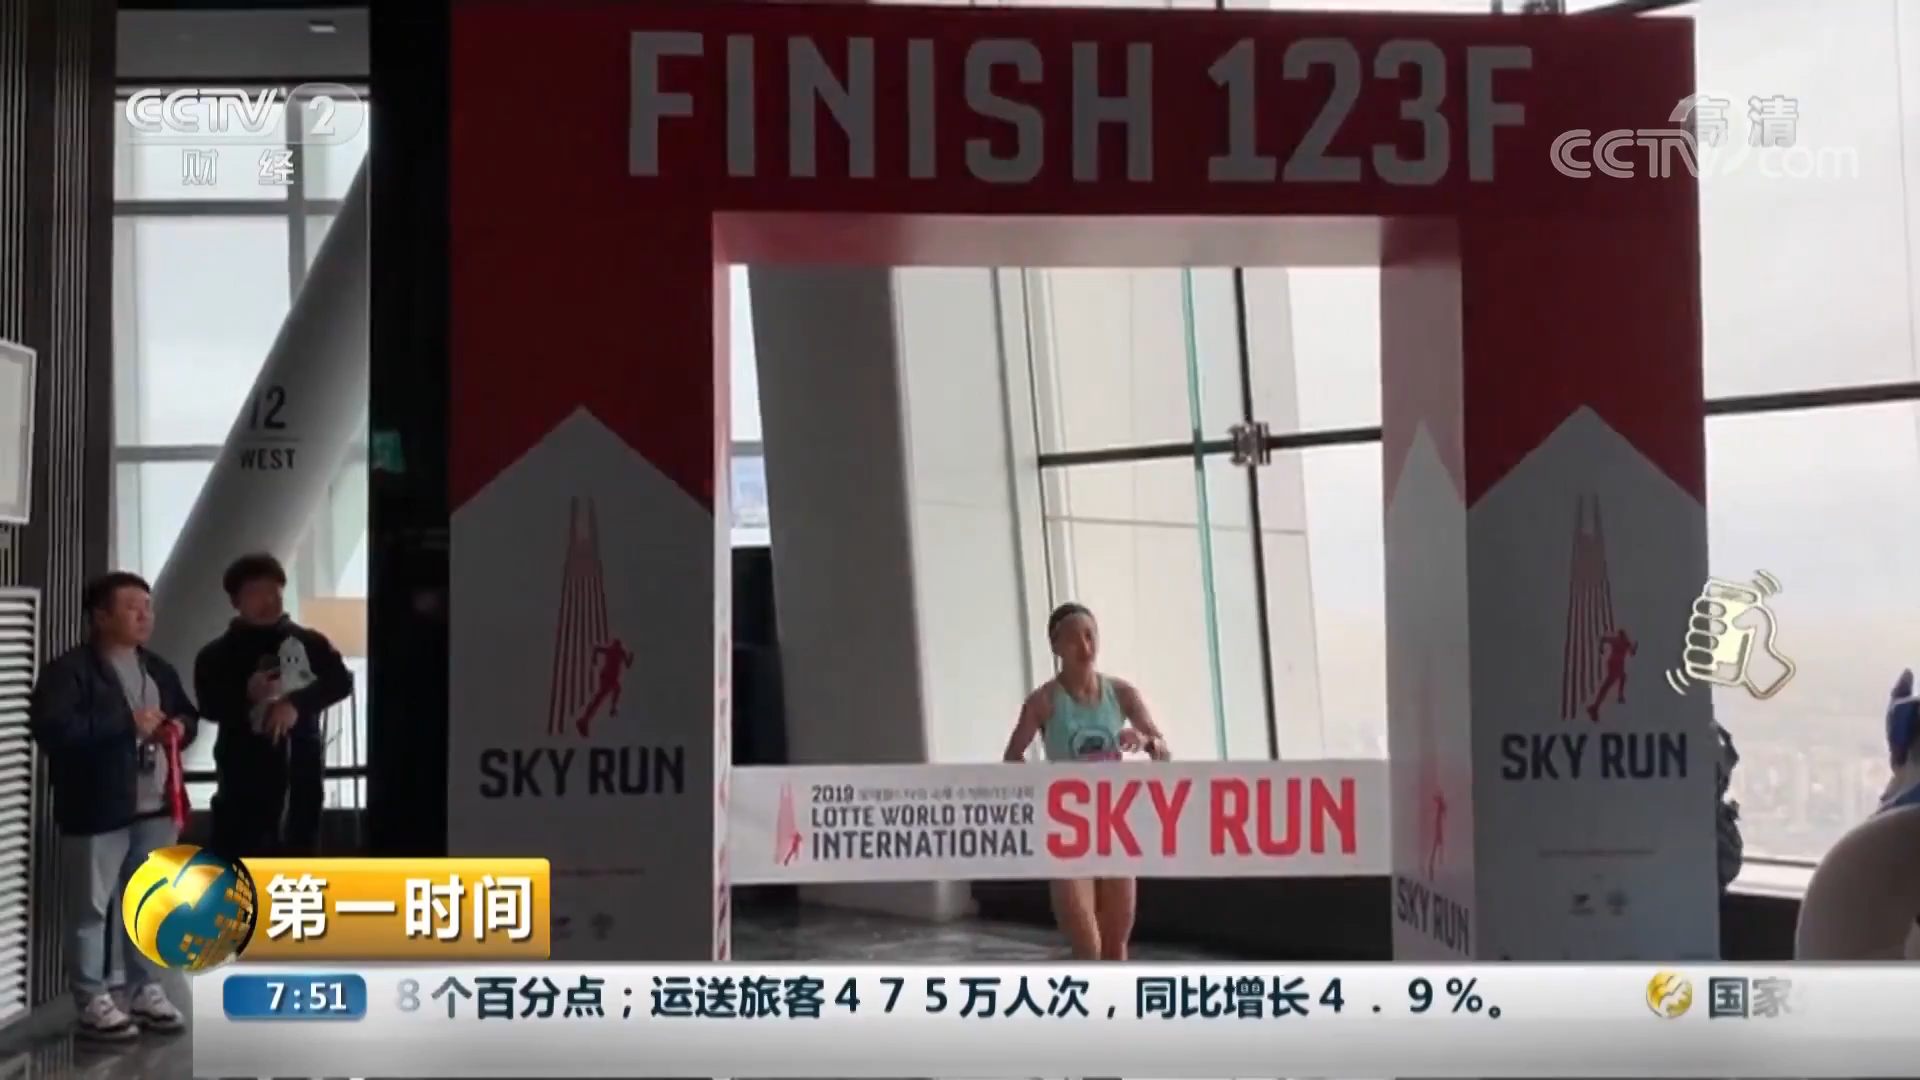 FINISH 123F
CCTV 2
财 经
高清
CCTV.com
12
WEST
SKY RUN
SKY RUN
2019
LOTTE WORLD TOWER
INTERNATIONAL
SKY RUN
SKY RUN
第一时间
7:51
8个百分点；运送旅客475万人次，同比增长4.9%。
国家